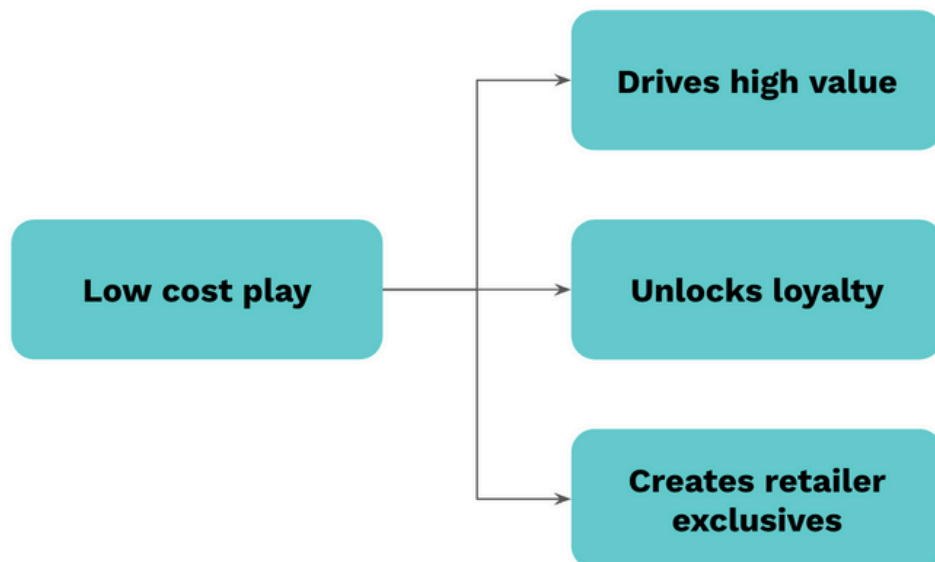 Drives high value
Low cost play
Unlocks loyalty
Creates retailer
exclusives